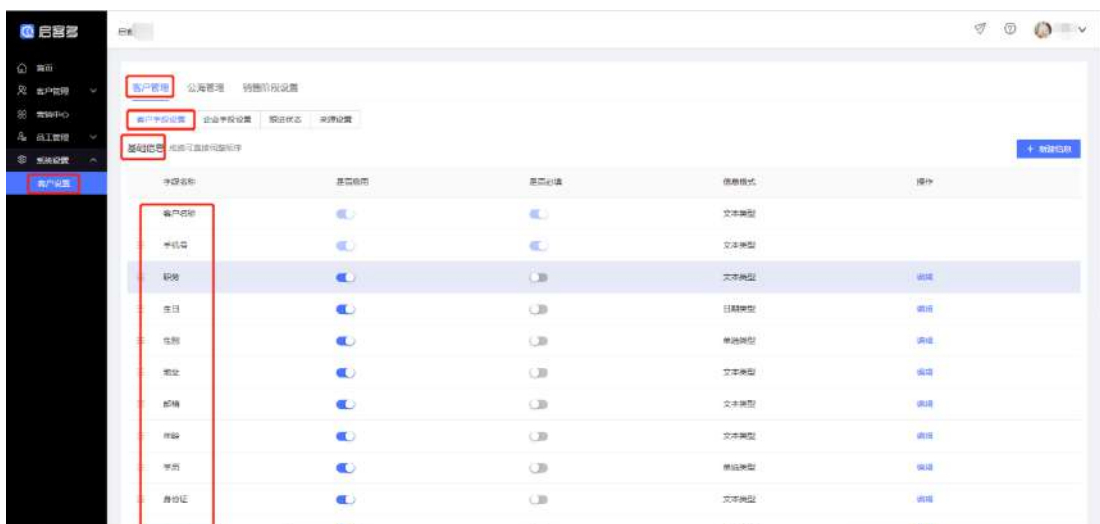 启客多
首页
客户管理
营销中心
员工管理
系统设置
客户设置
客户管理 公海管理 销售阶段设置
客户字段设置 企业字段设置 跟进状态 来源设置
基础信息 拖拽可直接调整顺序
+ 新建信息
字段名称 是否启用 是否必填 信息格式 操作
客户名称 文本类型
手机号 文本类型
职务 文本类型 编辑
生日 日期类型 编辑
性别 单选类型 编辑
地址 文本类型 编辑
邮箱 文本类型 编辑
年龄 文本类型 编辑
学历 单选类型 编辑
身份证 文本类型 编辑